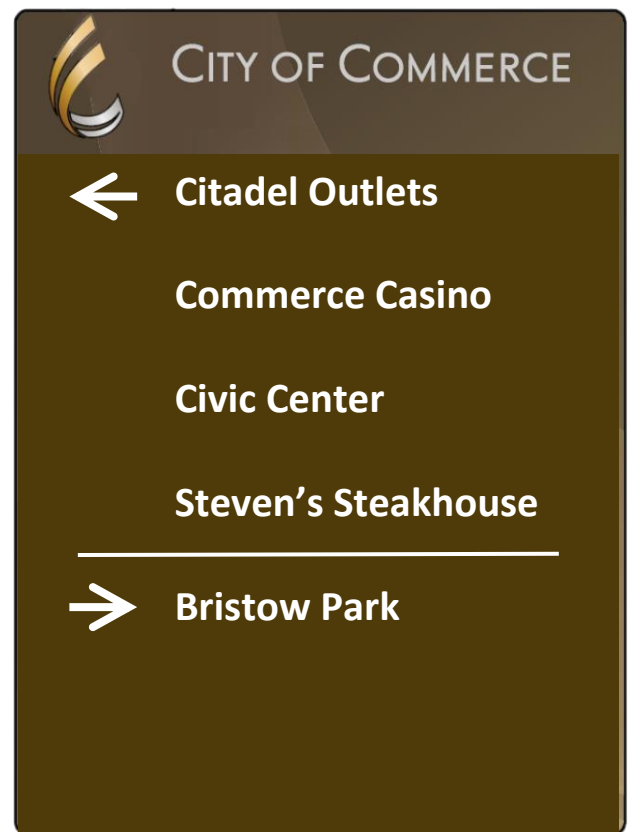 CITY OF COMMERCE
Citadel Outlets
Commerce Casino
Civic Center
Steven’s Steakhouse
Bristow Park